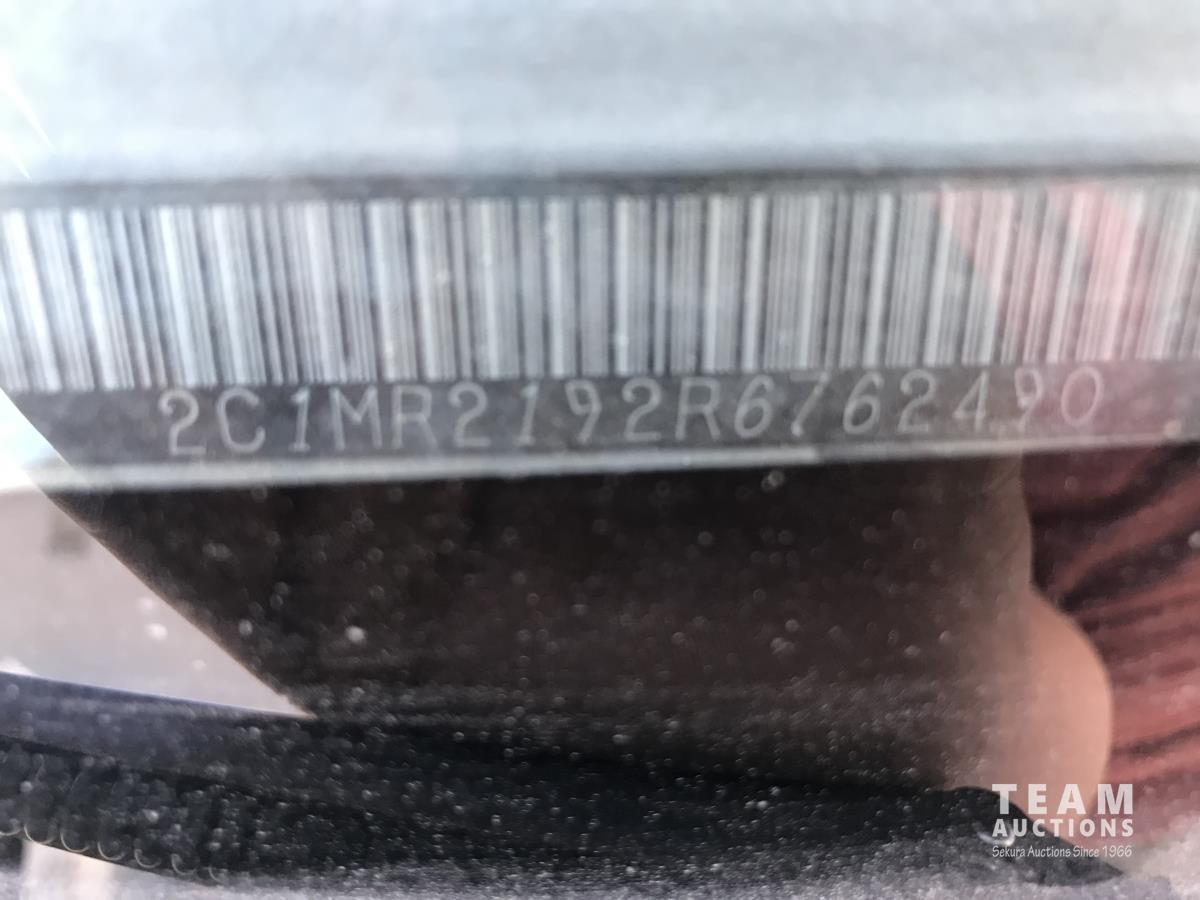 2C1MR2192R6762490
TEAM
AUCTIONS
Sekura Auctions Since 1966